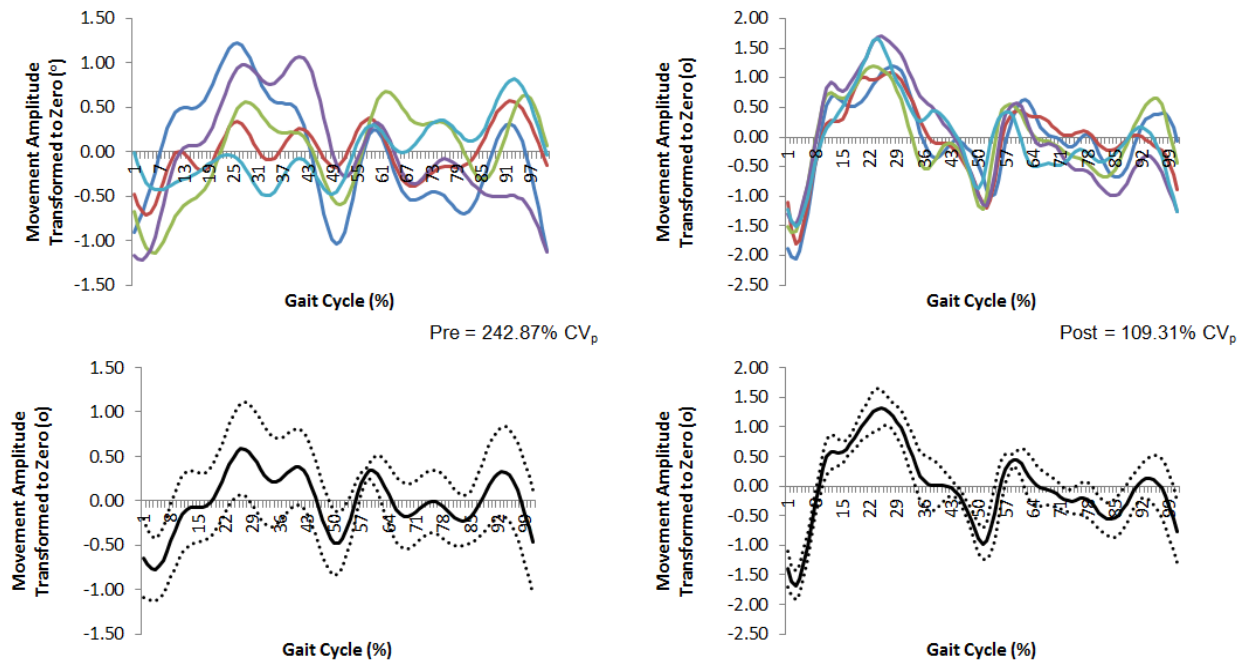 1.50
1.00
0.50
0.00
-0.50
-1.00
-1.50
Movement Amplitude
Transformed to Zero (°)
1 7 13 19 25 31 37 43 49 55 61 67 73 79 85 91 97
Gait Cycle (%)
Pre = 242.87% CVp
2.00
1.50
1.00
0.50
0.00
-0.50
-1.00
-1.50
-2.00
-2.50
Movement Amplitude
Transformed to Zero (o)
1 8 15 22 29 36 43 50 57 64 71 78 85 92 99
Gait Cycle (%)
Post = 109.31% CVp
1.50
1.00
0.50
0.00
-0.50
-1.00
-1.50
Movement Amplitude
Transformed to Zero (o)
1 8 15 22 29 36 43 50 57 64 71 78 85 92 99
Gait Cycle (%)
2.00
1.50
1.00
0.50
0.00
-0.50
-1.00
-1.50
-2.00
-2.50
Movement Amplitude
Transformed to Zero (o)
1 8 15 22 29 36 43 50 57 64 71 78 85 92 99
Gait Cycle (%)